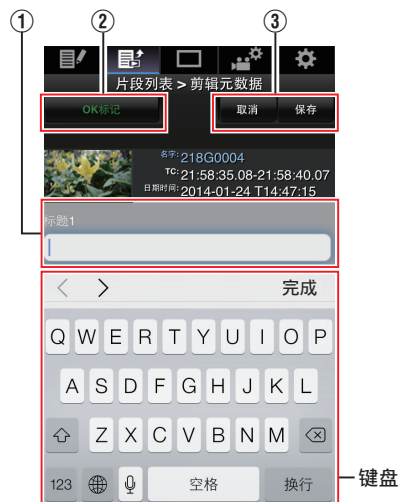 ① ② ③
片段列表 > 剪辑元数据
OK标记 取消 保存
名字: 218G0004
TC: 21:58:35.08-21:58:40.07
日期时间: 2014-01-24 T14:47:15
标题1
完成
Q W E R T Y U I O P
A S D F G H J K L
Z X C V B N M
123 空格 换行
键盘